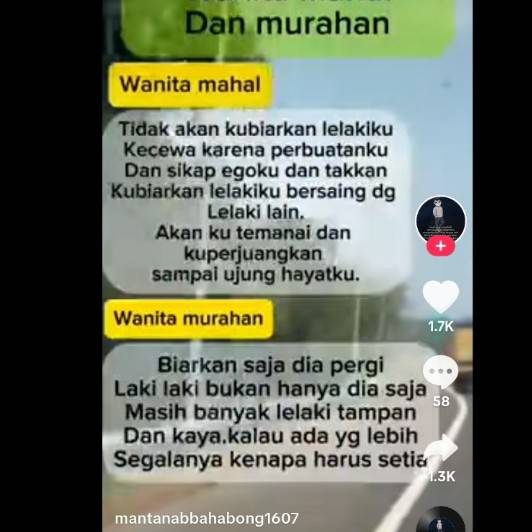 Dan murahan
Wanita mahal
Tidak akan kubiarkan lelakiku
Kecewa karena perbuatanku
Dan sikap egoku dan takkan
Kubiarkan lelakiku bersaing dg
Lelaki lain.
Akan ku temanai dan
kuperjuangkan
sampai ujung hayatku.
1.7K
Wanita murahan
Biarkan saja dia pergi
Laki laki bukan hanya dia saja
58
Masih banyak lelaki tampan
Dan kaya.kalau ada yg lebih
Segalanya kenapa harus setia
1.3K
mantanabbahabong1607